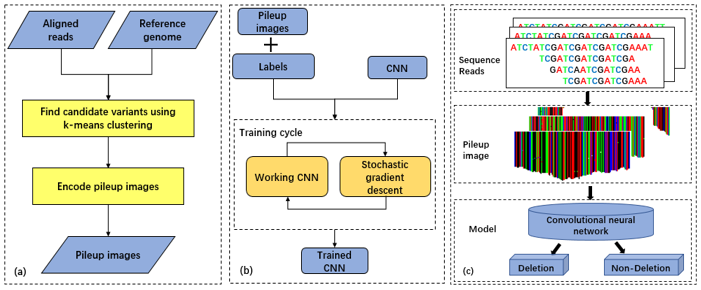 Aligned
reads
Reference
genome
Find candidate variants using
k-means clustering
Encode pileup images
Pileup images
(a)
Pileup
images
+
Labels
CNN
Training cycle
Working CNN
Stochastic
gradient
descent
Trained
CNN
(b)
Sequence
Reads
ATCTATCGATCGATCGATCGAAAT
TCGATCGATCGATCGA
GATCAATCGATCGAA
TCGATCGATCGAAA
Pileup
image
Model
Convolutional neural
network
Deletion
Non-Deletion
(c)